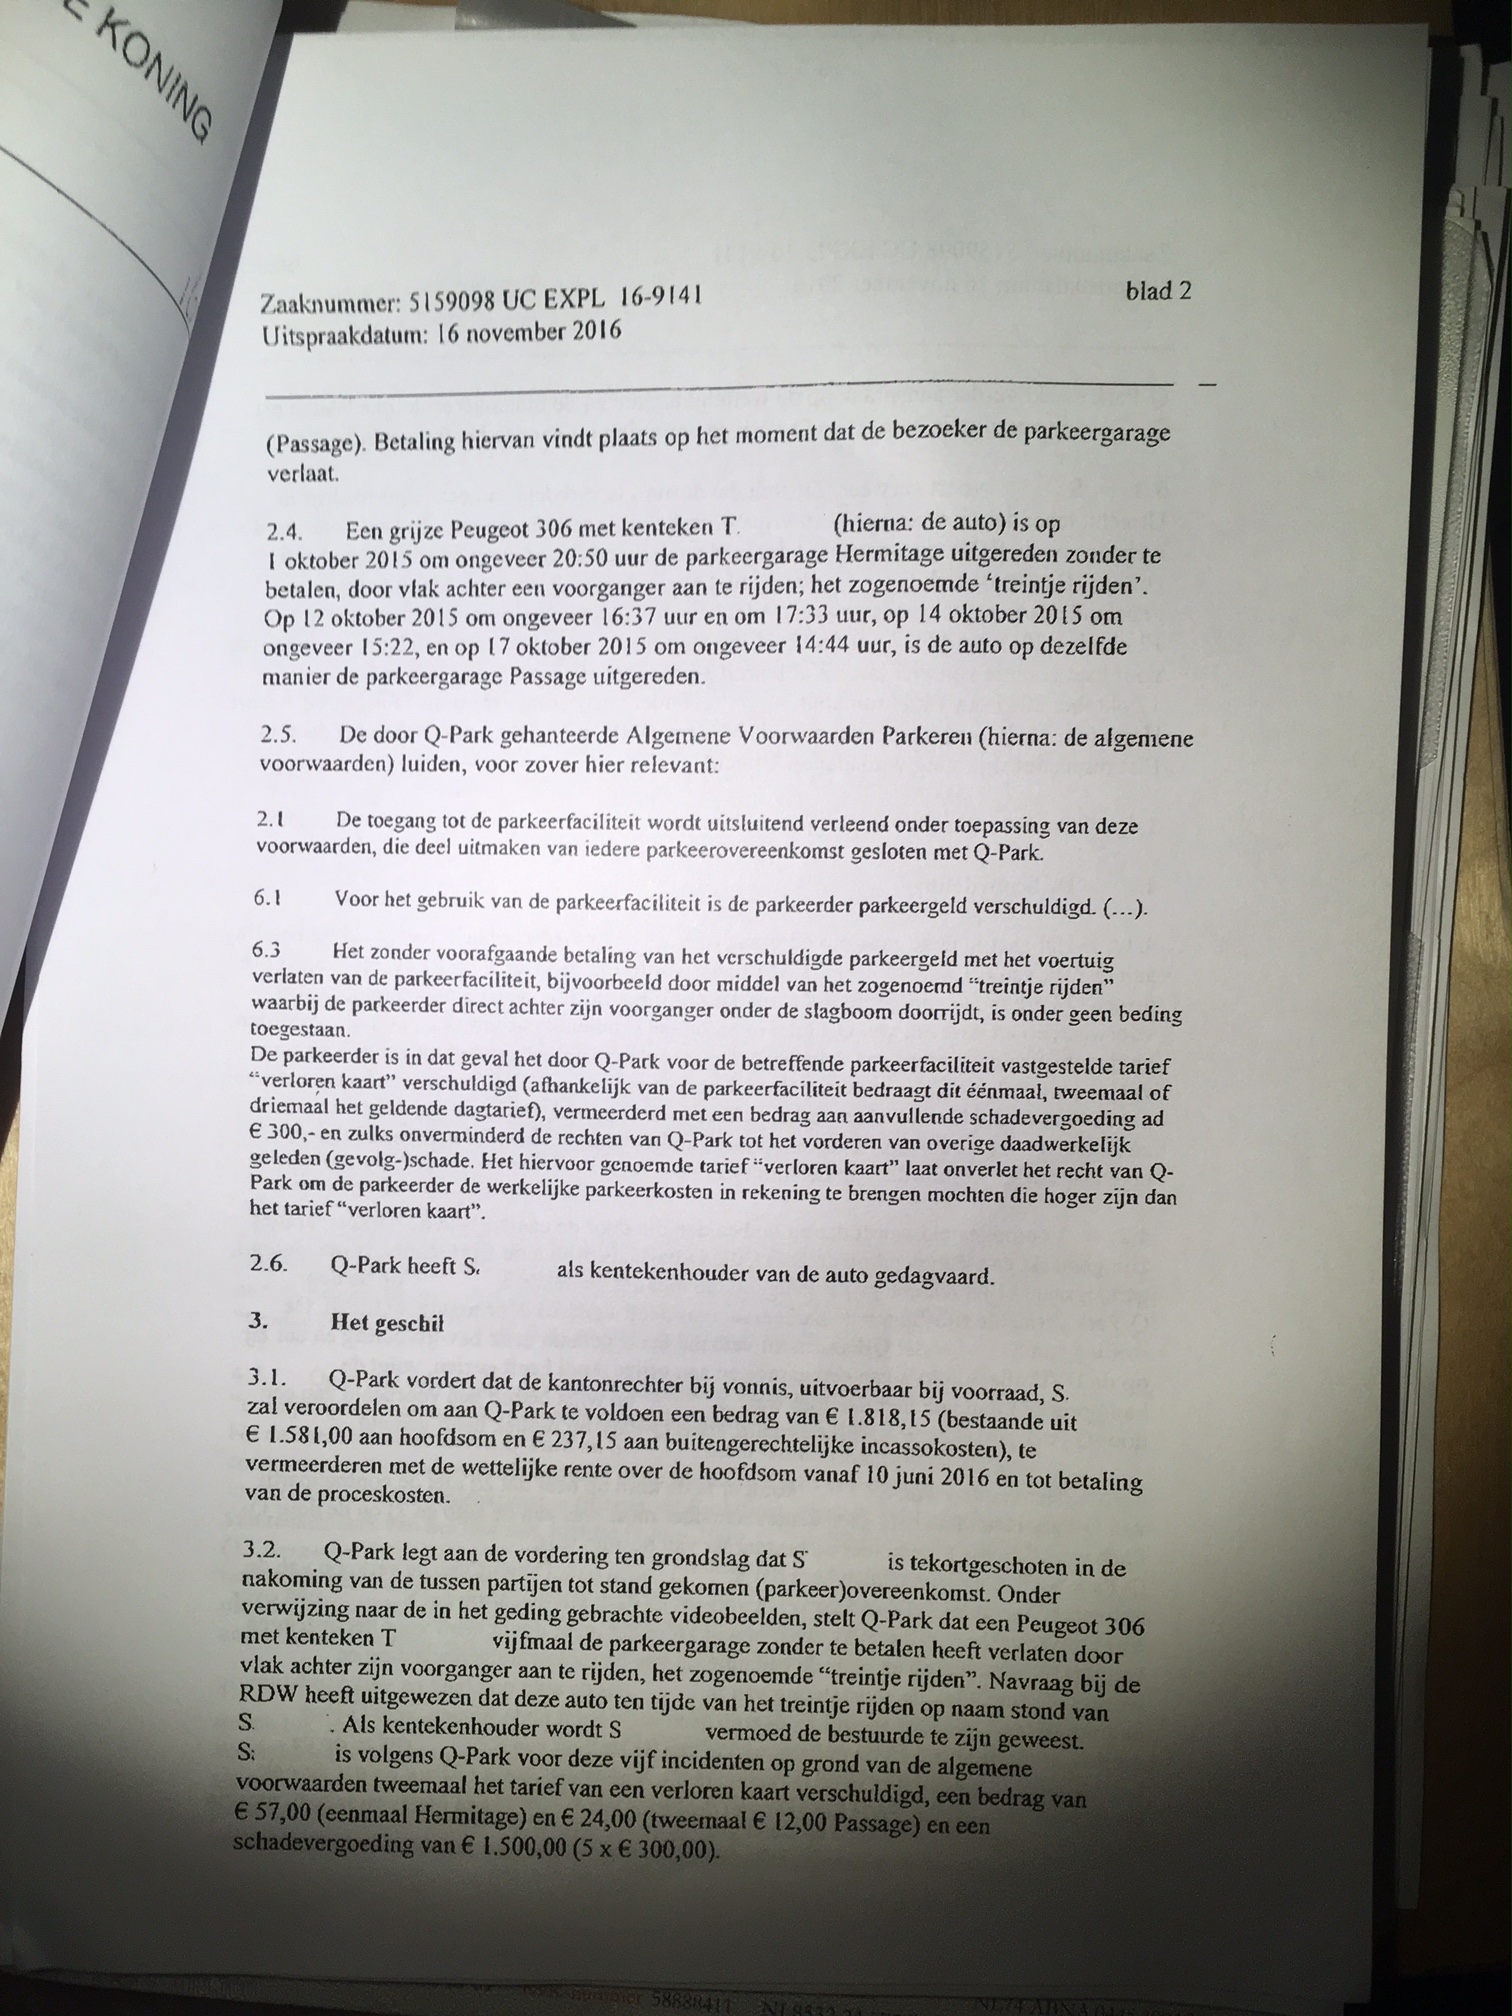 KONING
Zaaknummer: 5159098 UC EXPL 16-9141
blad 2
Uitspraakdatum: 16 november 2016
(Passage). Betaling hiervan vindt plaats op het moment dat de bezoeker de parkeergarage
verlaat.
2.4. Een grijze Peugeot 306 met kenteken T. (hierna: de auto) is op
1 oktober 2015 om ongeveer 20:50 uur de parkeergarage Hermitage uitgereden zonder te
betalen, door vlak achter een voorganger aan te rijden; het zogenoemde ‘treintje rijden’.
Op 12 oktober 2015 om ongeveer 16:37 uur en om 17:33 uur, op 14 oktober 2015 om
ongeveer 15:22, en op 17 oktober 2015 om ongeveer 14:44 uur, is de auto op dezelfde
manier de parkeergarage Passage uitgereden.
2.5. De door Q-Park gehanteerde Algemene Voorwaarden Parkeren (hierna: de algemene
voorwaarden) luiden, voor zover hier relevant:
2.1 De toegang tot de parkeerfaciliteit wordt uitsluitend verleend onder toepassing van deze
voorwaarden, die deel uitmaken van iedere parkeerovereenkomst gesloten met Q-Park.
6.1 Voor het gebruik van de parkeerfaciliteit is de parkeerder parkeergeld verschuldigd. (...).
6.3 Het zonder voorafgaande betaling van het verschuldigde parkeergeld met het voertuig
verlaten van de parkeerfaciliteit, bijvoorbeeld door middel van het zogenoemd “treintje rijden”
waarbij de parkeerder direct achter zijn voorganger onder de slagboom doorrijdt, is onder geen beding
toegestaan.
De parkeerder is in dat geval het door Q-Park voor de betreffende parkeerfaciliteit vastgestelde tarief
“verloren kaart” verschuldigd (afhankelijk van de parkeerfaciliteit bedraagt dit éénmaal, tweemaal of
driemaal het geldende dagtarief), vermeerderd met een bedrag aan aanvullende schadevergoeding ad
€ 300,- en zulks onverminderd de rechten van Q-Park tot het vorderen van overige daadwerkelijk
geleden (gevolg-)schade. Het hiervoor genoemde tarief “verloren kaart” laat onverlet het recht van Q-
Park om de parkeerder de werkelijke parkeerkosten in rekening te brengen mochten die hoger zijn dan
het tarief “verloren kaart”.
2.6. Q-Park heeft S. als kentekenhouder van de auto gedagvaard.
3. Het geschil
3.1. Q-Park vordert dat de kantonrechter bij vonnis, uitvoerbaar bij voorraad, S.
zal veroordelen om aan Q-Park te voldoen een bedrag van € 1.818,15 (bestaande uit
€ 1.581,00 aan hoofdsom en € 237,15 aan buitengerechtelijke incassokosten), te
vermeerderen met de wettelijke rente over de hoofdsom vanaf 10 juni 2016 en tot betaling
van de proceskosten.
3.2. Q-Park legt aan de vordering ten grondslag dat S is tekortgeschoten in de
nakoming van de tussen partijen tot stand gekomen (parkeer)overeenkomst. Onder
verwijzing naar de in het geding gebrachte videobeelden, stelt Q-Park dat een Peugeot 306
met kenteken T vijfmaal de parkeergarage zonder te betalen heeft verlaten door
vlak achter zijn voorganger aan te rijden, het zogenoemde “treintje rijden”. Navraag bij de
RDW heeft uitgewezen dat deze auto ten tijde van het treintje rijden op naam stond van
S. . Als kentekenhouder wordt S vermoed de bestuurde te zijn geweest.
S: is volgens Q-Park voor deze vijf incidenten op grond van de algemene
voorwaarden tweemaal het tarief van een verloren kaart verschuldigd, een bedrag van
€ 57,00 (eenmaal Hermitage) en € 24,00 (tweemaal € 12,00 Passage) en een
schadevergoeding van € 1.500,00 (5 x € 300,00).
nummer 58888411